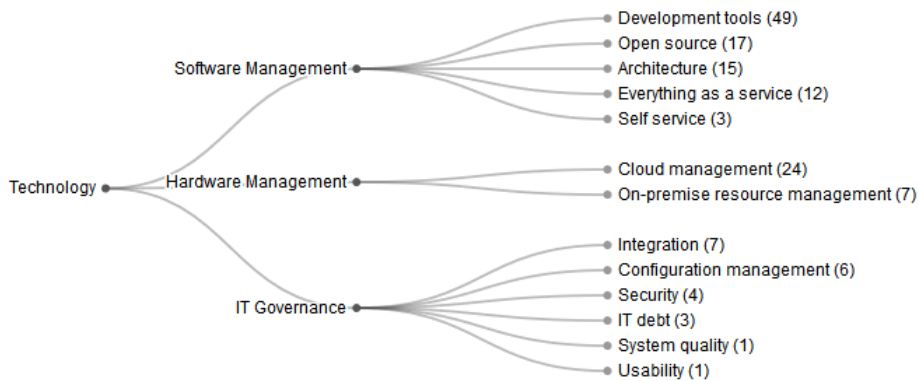 Development tools (49)
Open source (17)
Software Management
Architecture (15)
Everything as a service (12)
Self service (3)
Cloud management (24)
Technology
Hardware Management
On-premise resource management (7)
Integration (7)
Configuration management (6)
Security (4)
IT Governance
IT debt (3)
System quality (1)
Usability (1)